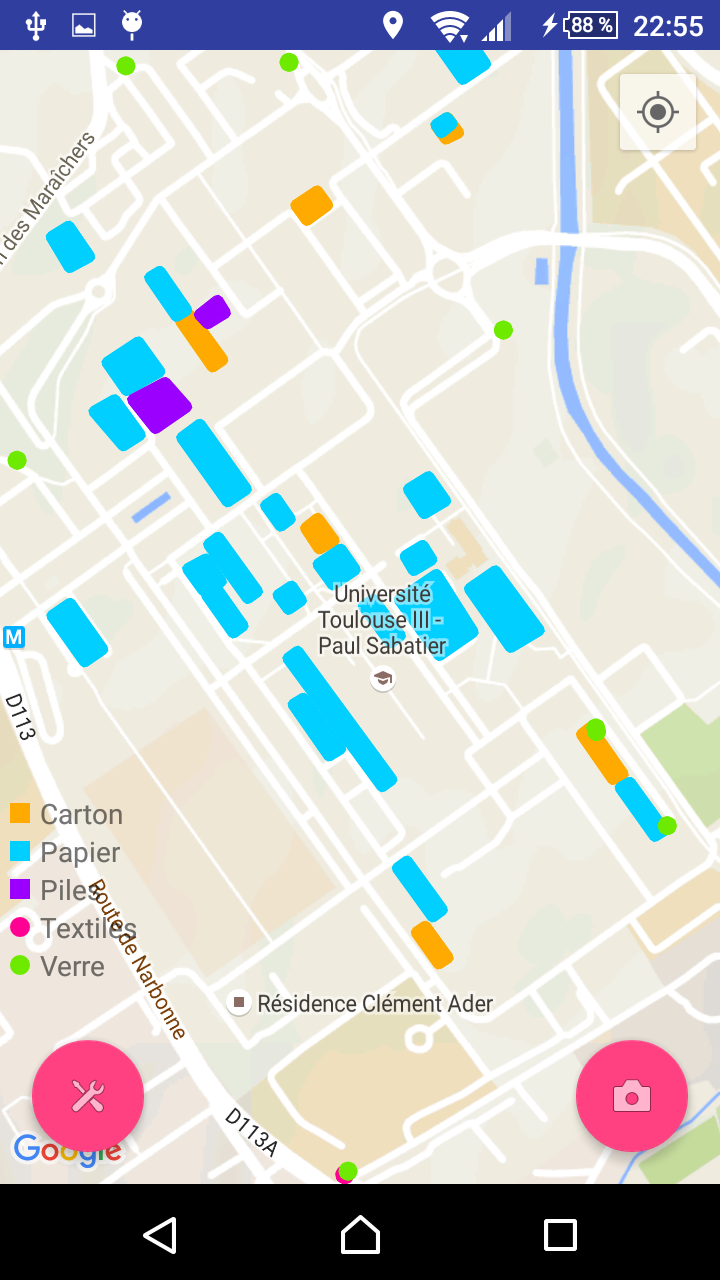 88 %
22:55
n des Maraîchers
Université
Toulouse III -
Paul Sabatier
M
D113
Carton
Papier
Piles
Textiles
Verre
Route de Narbonne
Résidence Clément Ader
D113A
Google